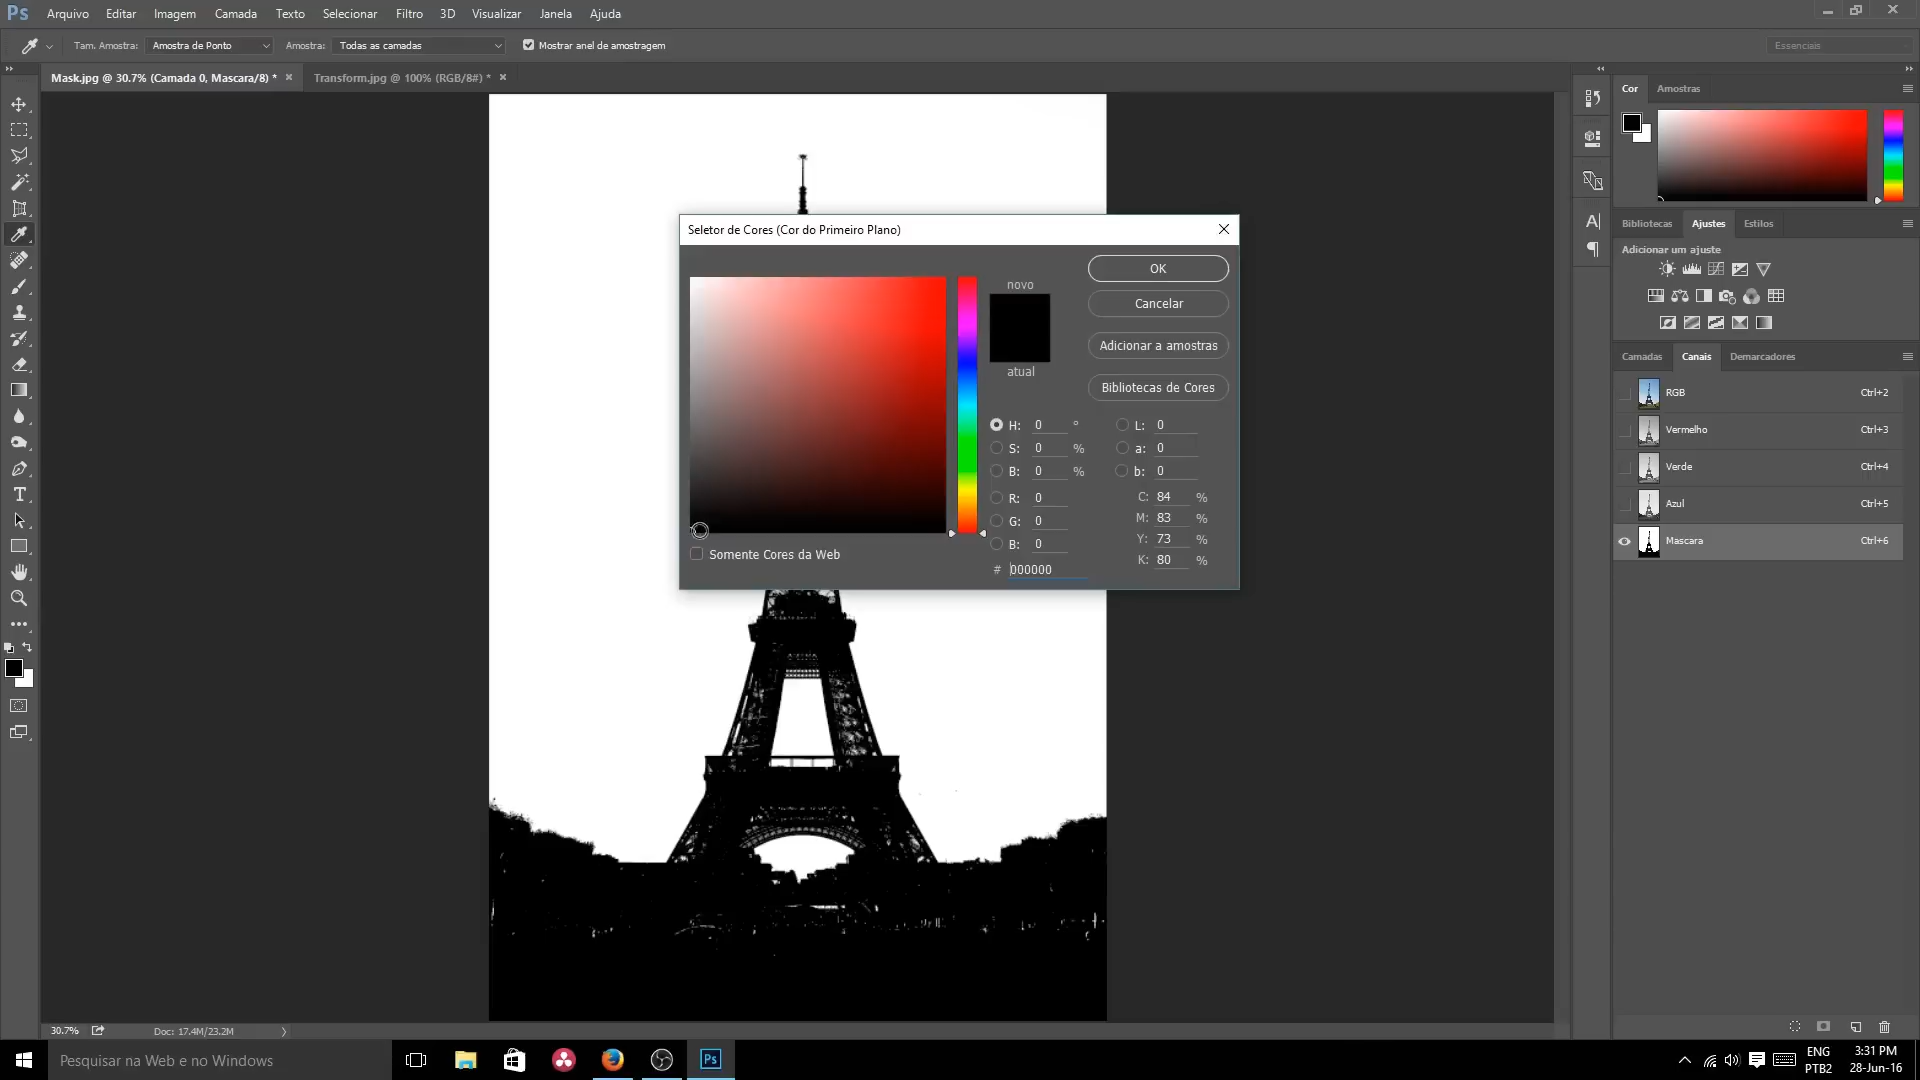 Ps Arquivo Editar Imagem Camada Texto Selecionar Filtro 3D Visualizar Janela Ajuda
Tam. Amostra: Amostra de Ponto Amostra: Todas as camadas Mostrar anel de amostragem Essenciais
Mask.jpg @ 30.7% (Camada 0, Mascara/8) * Transform.jpg @ 100% (RGB/8#) *
Cor Amostras
Seletor de Cores (Cor do Primeiro Plano)
OK
Cancelar
Adicionar a amostras
Bibliotecas de Cores
novo
atual
H: 0 ° L: 0
S: 0 % a: 0
B: 0 % b: 0
R: 0 C: 84 %
G: 0 M: 83 %
B: 0 Y: 73 %
K: 80 %
# 000000
Somente Cores da Web
Bibliotecas Ajustes Estilos
Adicionar um ajuste
Camadas Canais Demarcadores
RGB Ctrl+2
Vermelho Ctrl+3
Verde Ctrl+4
Azul Ctrl+5
Mascara Ctrl+6
30.7% Doc: 17.4M/23.2M
Pesquisar na Web e no Windows
Ps
ENG
PTB2
3:31 PM
28-Jun-16